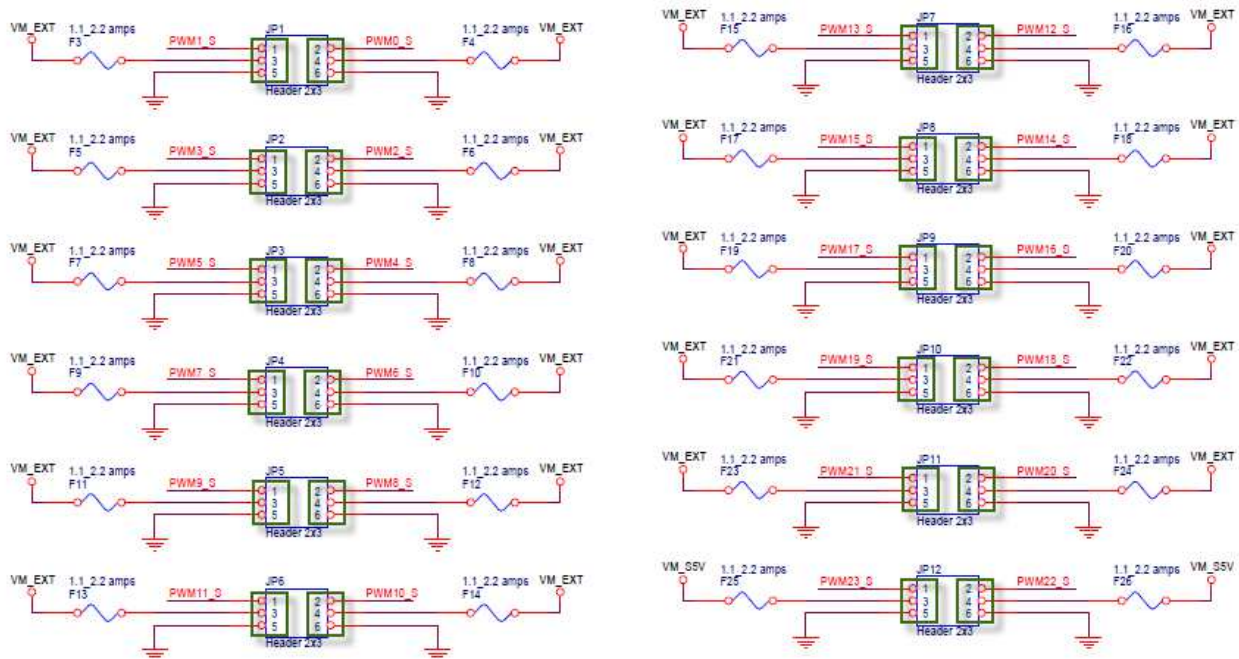 VM_EXT 1.1_2.2 amps JP1 1.1_2.2 amps VM_EXT
F3 PWM1_S PWM0_S F4
1 2
3 4
5 6
Header 2x3
VM_EXT 1.1_2.2 amps JP2 1.1_2.2 amps VM_EXT
F5 PWM3_S PWM2_S F6
1 2
3 4
5 6
Header 2x3
VM_EXT 1.1_2.2 amps JP3 1.1_2.2 amps VM_EXT
F7 PWM5_S PWM4_S F8
1 2
3 4
5 6
Header 2x3
VM_EXT 1.1_2.2 amps JP4 1.1_2.2 amps VM_EXT
F9 PWM7_S PWM6_S F10
1 2
3 4
5 6
Header 2x3
VM_EXT 1.1_2.2 amps JP5 1.1_2.2 amps VM_EXT
F11 PWM9_S PWM8_S F12
1 2
3 4
5 6
Header 2x3
VM_EXT 1.1_2.2 amps JP6 1.1_2.2 amps VM_EXT
F13 PWM11_S PWM10_S F14
1 2
3 4
5 6
Header 2x3
VM_EXT 1.1_2.2 amps JP7 1.1_2.2 amps VM_EXT
F15 PWM13_S PWM12_S F16
1 2
3 4
5 6
Header 2x3
VM_EXT 1.1_2.2 amps JP8 1.1_2.2 amps VM_EXT
F17 PWM15_S PWM14_S F18
1 2
3 4
5 6
Header 2x3
VM_EXT 1.1_2.2 amps JP9 1.1_2.2 amps VM_EXT
F19 PWM17_S PWM16_S F20
1 2
3 4
5 6
Header 2x3
VM_EXT 1.1_2.2 amps JP10 1.1_2.2 amps VM_EXT
F21 PWM19_S PWM18_S F22
1 2
3 4
5 6
Header 2x3
VM_EXT 1.1_2.2 amps JP11 1.1_2.2 amps VM_EXT
F23 PWM21_S PWM20_S F24
1 2
3 4
5 6
Header 2x3
VM_S5V 1.1_2.2 amps JP12 1.1_2.2 amps VM_S5V
F25 PWM23_S PWM22_S F26
1 2
3 4
5 6
Header 2x3